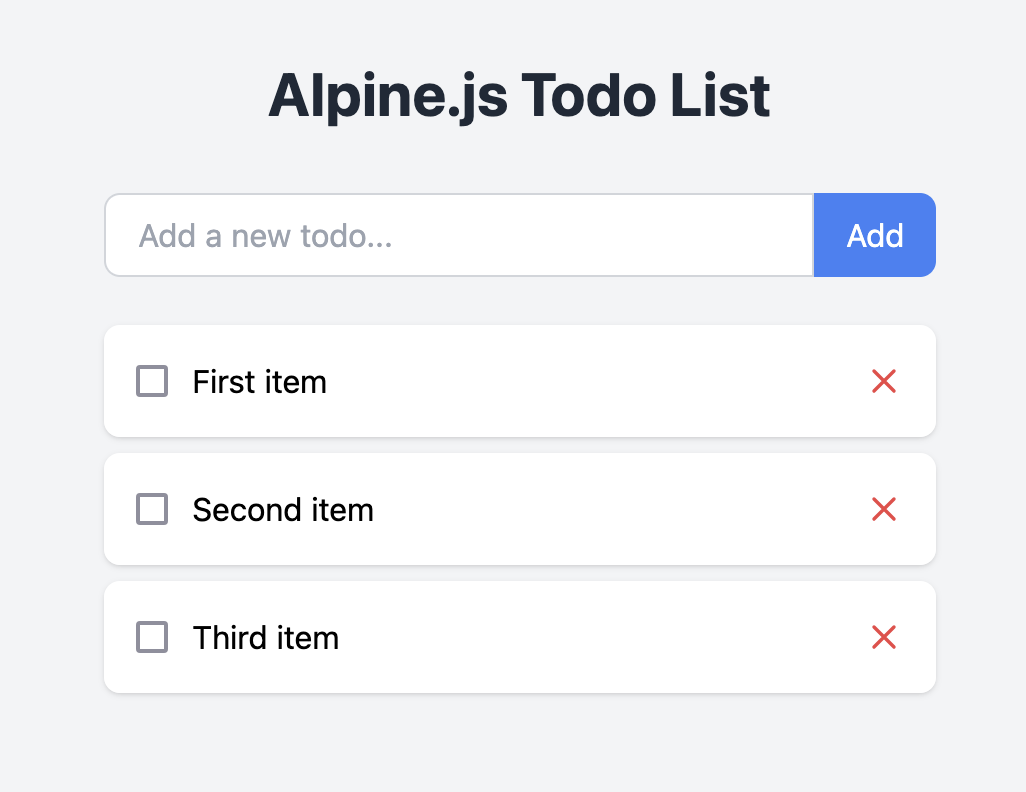 Alpine.js Todo List
Add a new todo...
Add
First item
Second item
Third item